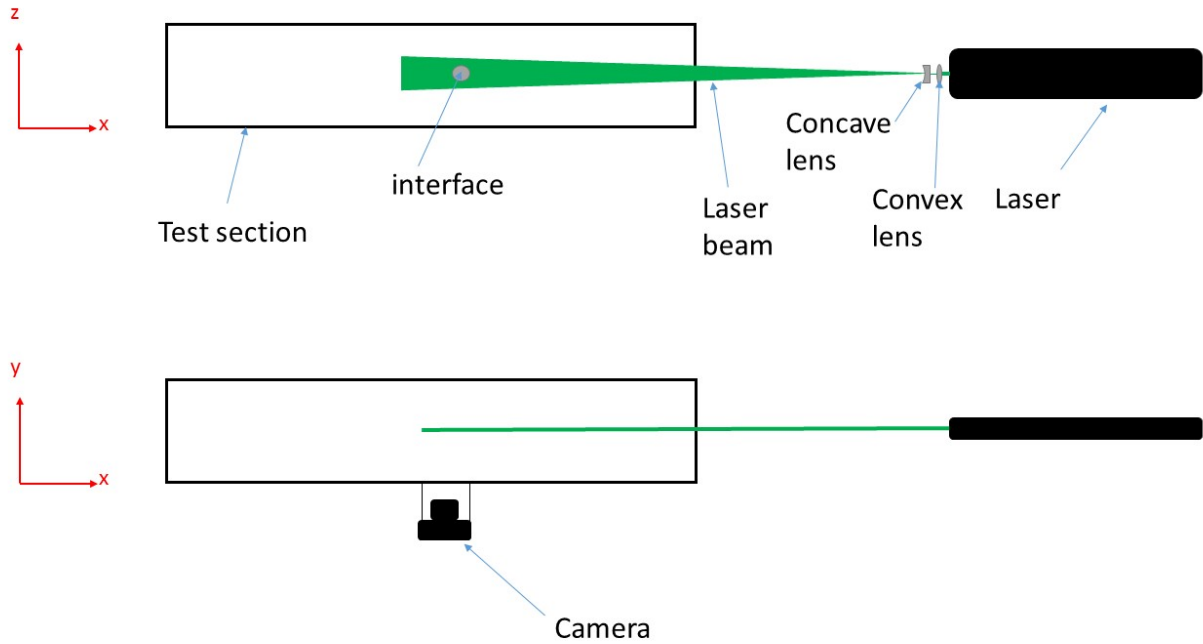 z
x
interface
Test section
Laser
beam
Concave
lens
Convex
lens
Laser
y
x
Camera